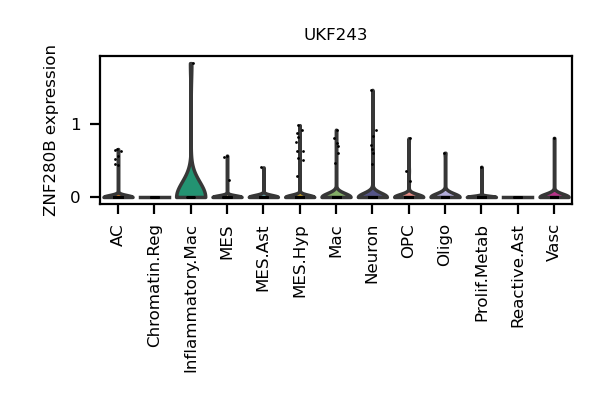 UKF243
ZNF280B expression
1
0
AC
Chromatin.Reg
Inflammatory.Mac
MES
MES.Ast
MES.Hyp
Mac
Neuron
OPC
Oligo
Prolif.Metab
Reactive.Ast
Vasc